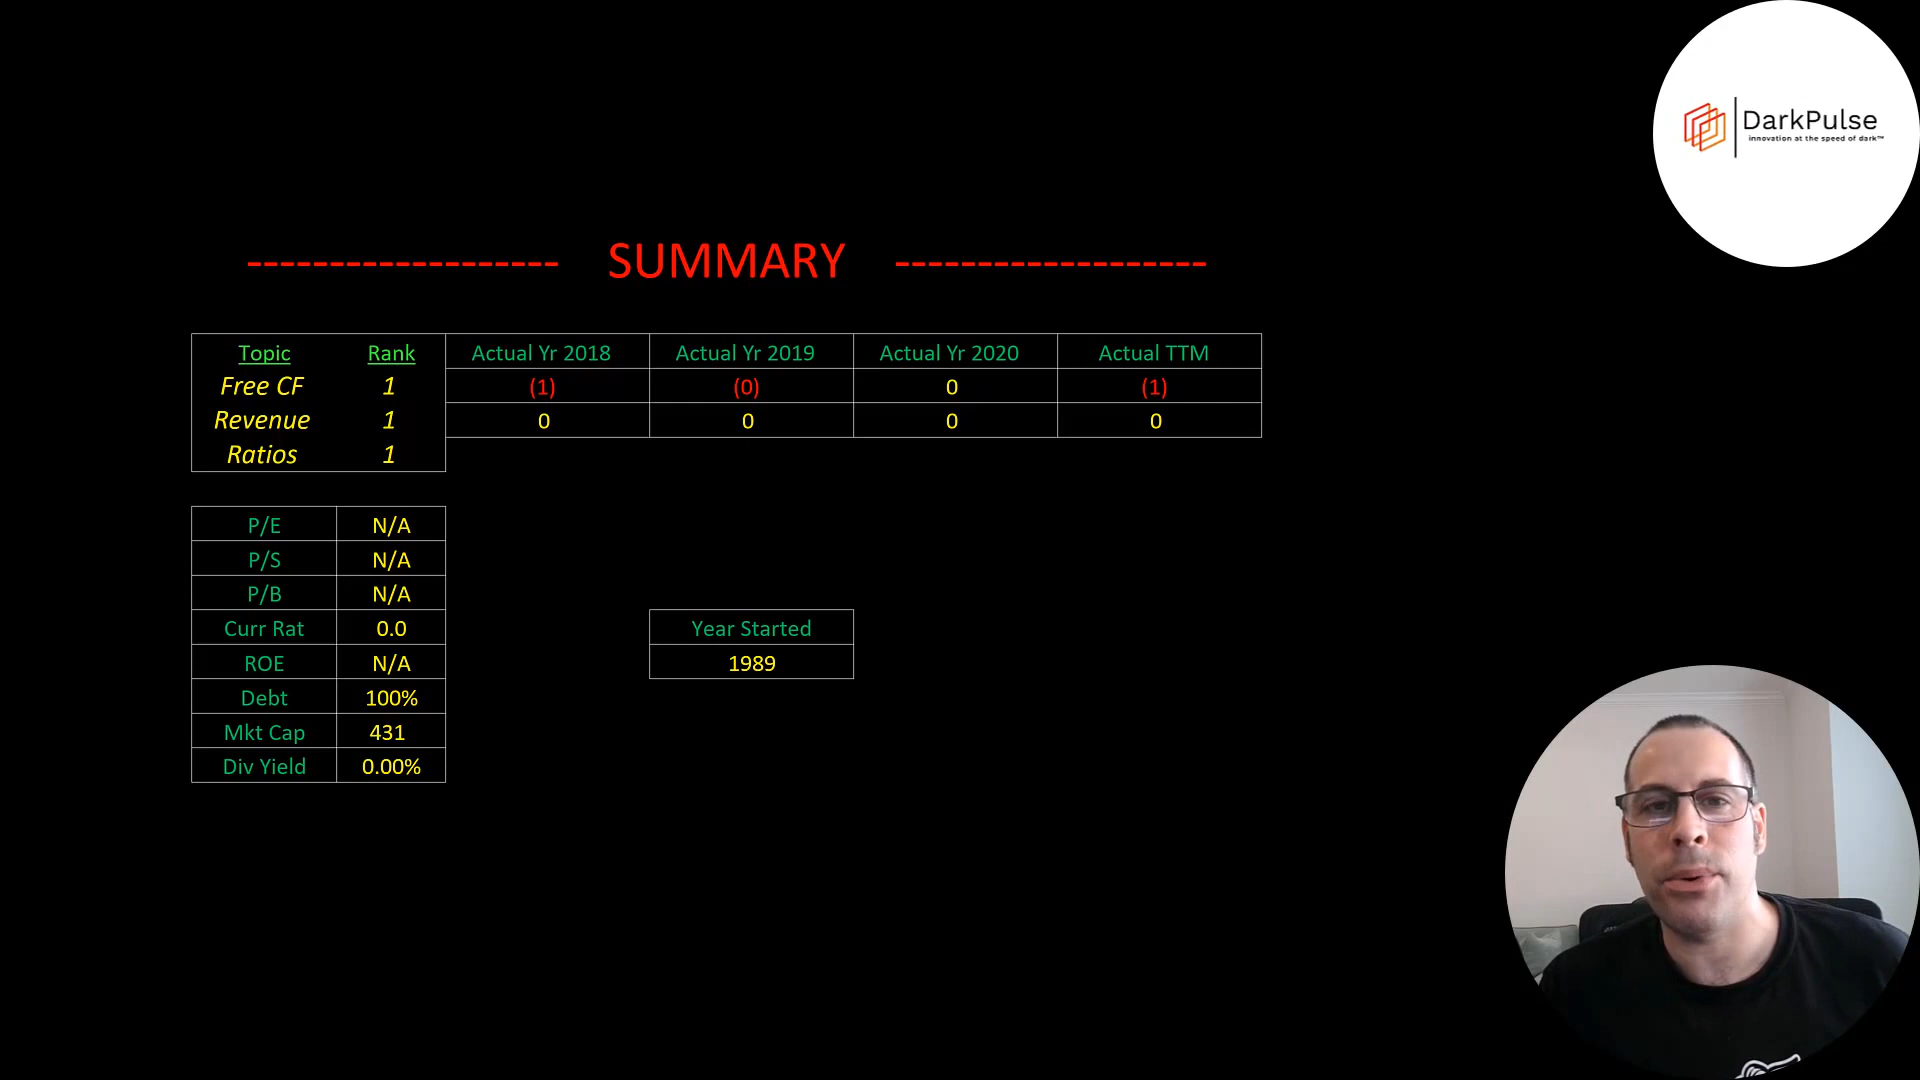 DarkPulse
innovation at the speed of dark™
------------------- SUMMARY -------------------
Topic Rank Actual Yr 2018 Actual Yr 2019 Actual Yr 2020 Actual TTM
Free CF 1 (1) (0) 0 (1)
Revenue 1 0 0 0 0
Ratios 1
P/E N/A
P/S N/A
P/B N/A
Curr Rat 0.0
ROE N/A
Debt 100%
Mkt Cap 431
Div Yield 0.00%
Year Started
1989